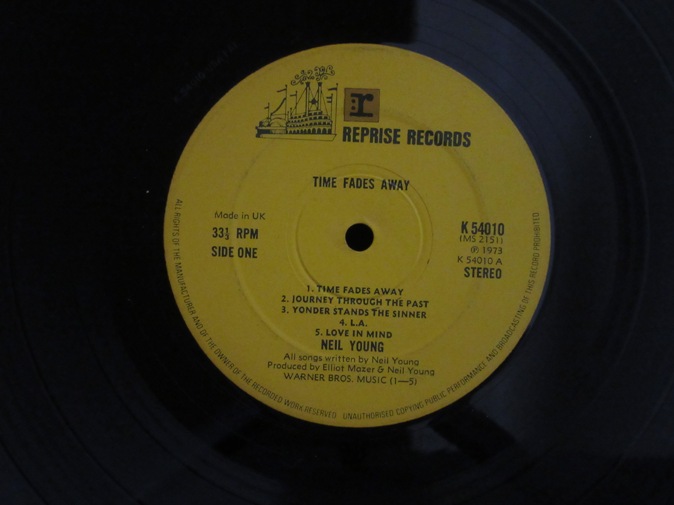 r
REPRISE RECORDS
TIME FADES AWAY
Made in UK
33⅓ RPM
SIDE ONE
K 54010
(MS 2151)
℗ 1973
K 54010 A
STEREO
1. TIME FADES AWAY
2. JOURNEY THROUGH THE PAST
3. YONDER STANDS THE SINNER
4. L.A.
5. LOVE IN MIND
NEIL YOUNG
All songs written by Neil Young
Produced by Elliot Mazer & Neil Young
WARNER BROS. MUSIC (1—5)
ALL RIGHTS OF THE MANUFACTURER AND OF THE OWNER OF THE RECORDED WORK RESERVED. UNAUTHORISED COPYING PUBLIC PERFORMANCE AND BROADCASTING OF THIS RECORD PROHIBITED